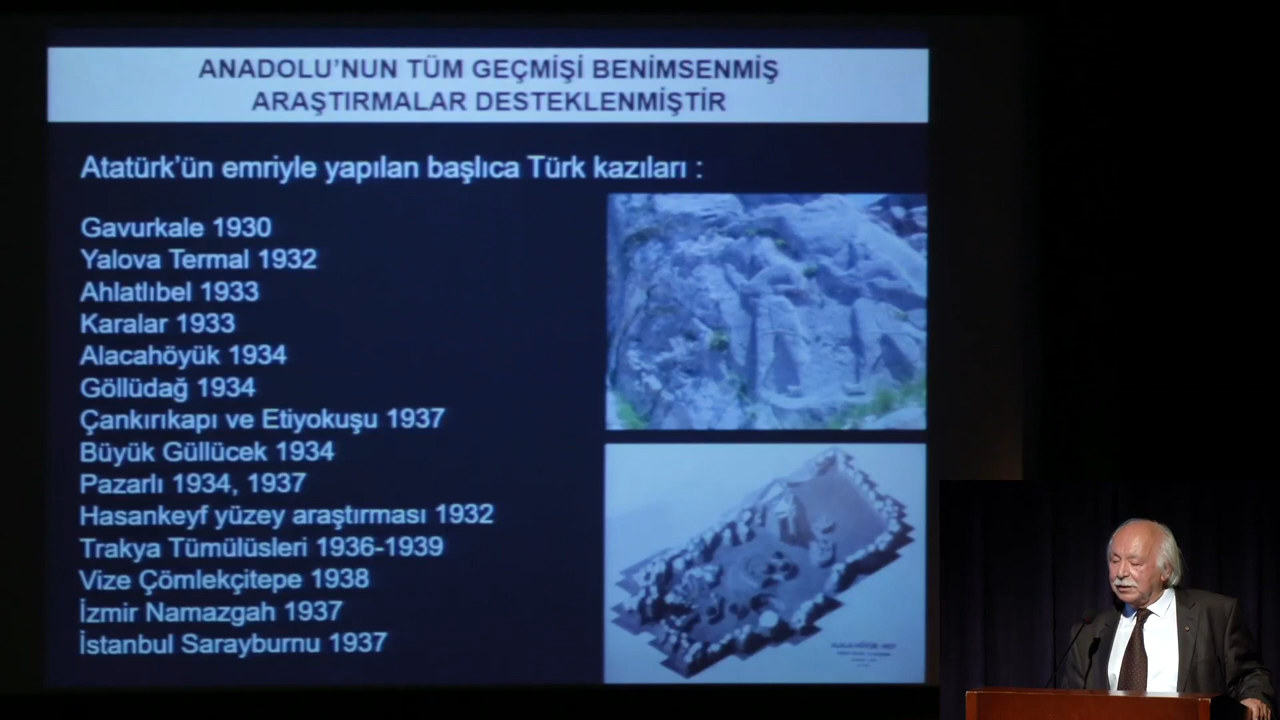 ANADOLU’NUN TÜM GEÇMİŞİ BENİMSENMİŞ
ARAŞTIRMALAR DESTEKLENMİŞTİR
Atatürk’ün emriyle yapılan başlıca Türk kazıları :
Gavurkale 1930
Yalova Termal 1932
Ahlatlıbel 1933
Karalar 1933
Alacahöyük 1934
Göllüdağ 1934
Çankırıkapı ve Etiyokuşu 1937
Büyük Güllücek 1934
Pazarlı 1934, 1937
Hasankeyf yüzey araştırması 1932
Trakya Tümülüsleri 1936-1939
Vize Çömlekçitepe 1938
İzmir Namazgah 1937
İstanbul Sarayburnu 1937